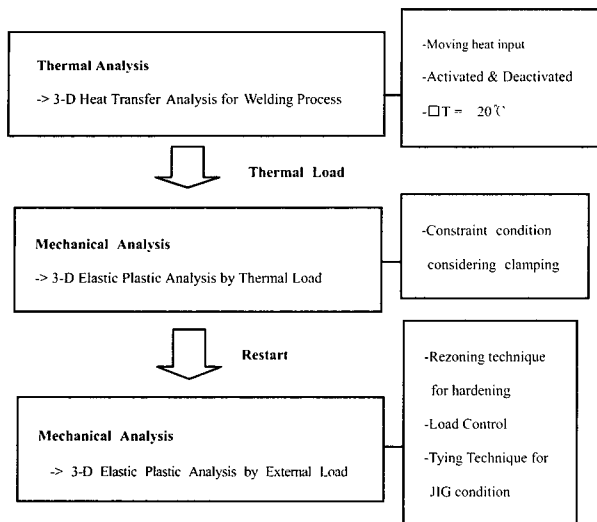 Thermal Analysis
-> 3-D Heat Transfer Analysis for Welding Process
-Moving heat input
-Activated & Deactivated
-□T = 20℃
Thermal Load
Mechanical Analysis
-> 3-D Elastic Plastic Analysis by Thermal Load
-Constraint condition
considering clamping
Restart
Mechanical Analysis
-> 3-D Elastic Plastic Analysis by External Load
-Rezoning technique
for hardening
-Load Control
-Tying Technique for
JIG condition